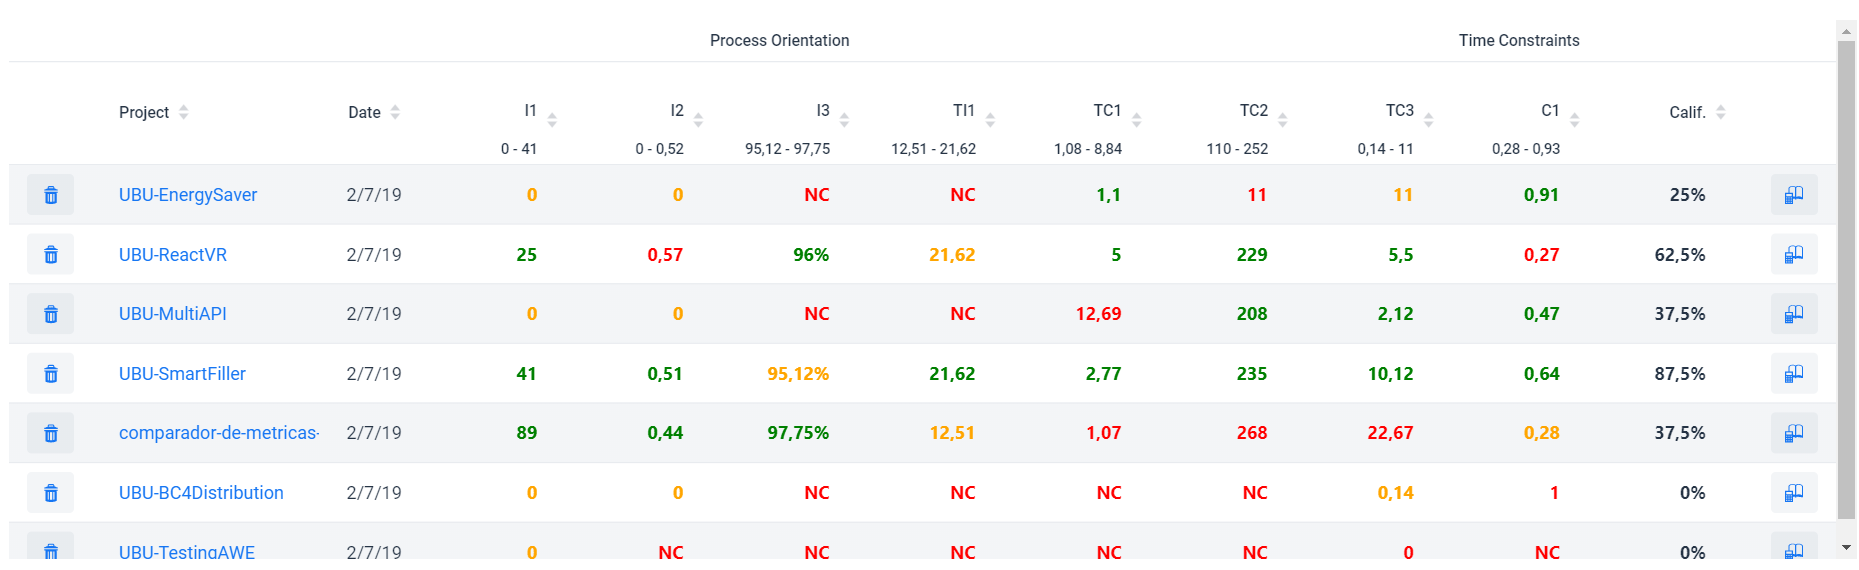 Process Orientation Time Constraints
Project Date I1 I2 I3 TI1 TC1 TC2 TC3 C1 Calif.
0 - 41 0 - 0,52 95,12 - 97,75 12,51 - 21,62 1,08 - 8,84 110 - 252 0,14 - 11 0,28 - 0,93
UBU-EnergySaver 2/7/19 0 0 NC NC 1,1 11 11 0,91 25%
UBU-ReactVR 2/7/19 25 0,57 96% 21,62 5 229 5,5 0,27 62,5%
UBU-MultiAPI 2/7/19 0 0 NC NC 12,69 208 2,12 0,47 37,5%
UBU-SmartFiller 2/7/19 41 0,51 95,12% 21,62 2,77 235 10,12 0,64 87,5%
comparador-de-metricas- 2/7/19 89 0,44 97,75% 12,51 1,07 268 22,67 0,28 37,5%
UBU-BC4Distribution 2/7/19 0 0 NC NC NC NC 0,14 1 0%
UBU-TestingAWE 2/7/19 0 NC NC NC NC NC 0 NC 0%